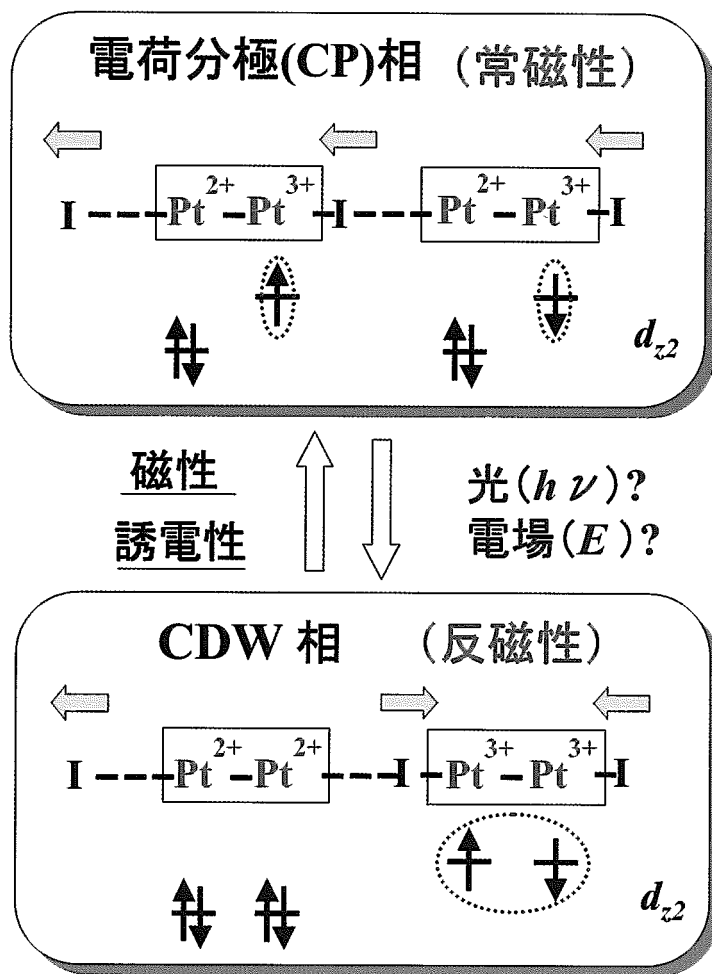 電荷分極(CP)相 (常磁性)
I Pt2+ Pt3+ I Pt2+ Pt3+ I
dz2
磁性
誘電性
光(hν)?
電場(E)?
CDW 相 (反磁性)
I Pt2+ Pt2+ I Pt3+ Pt3+ I
dz2